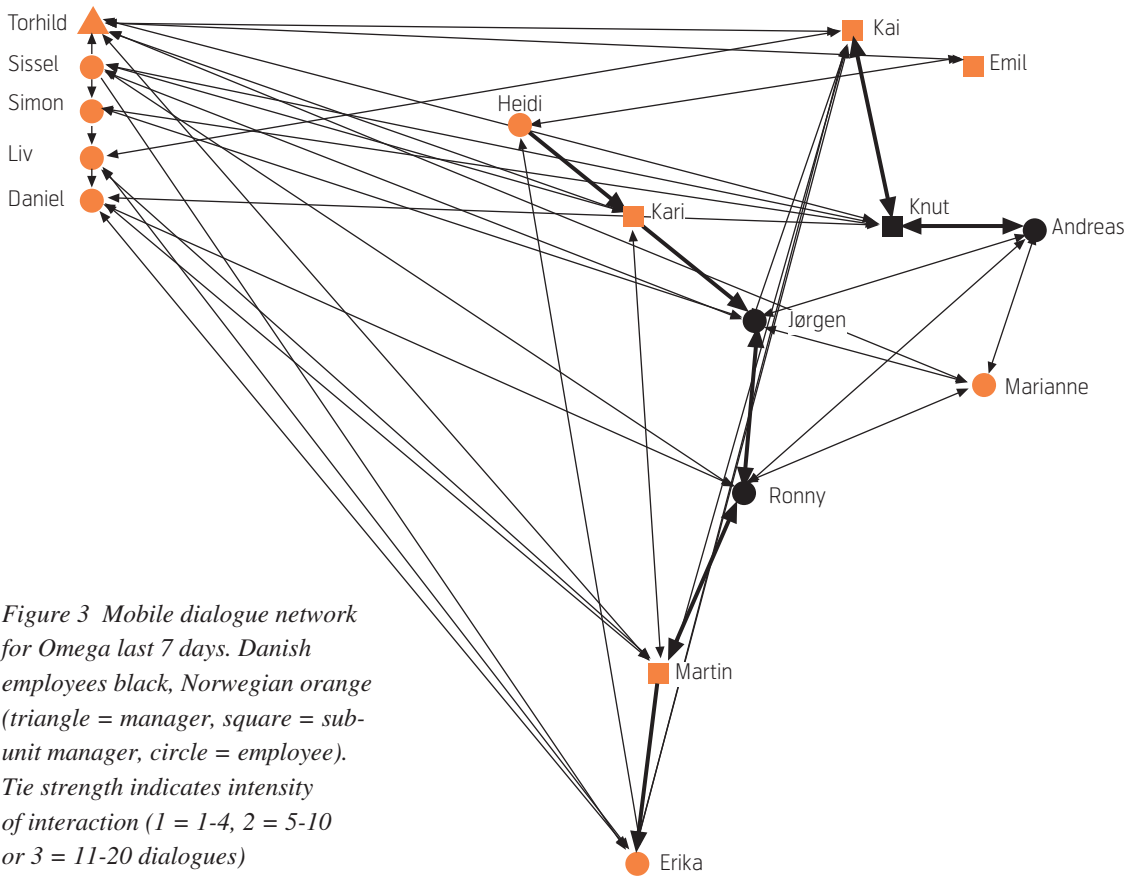 Torhild
Kai
Sissel
Emil
Simon
Heidi
Liv
Daniel
Kari
Knut
Andreas
Jørgen
Marianne
Ronny
Figure 3 Mobile dialogue network
for Omega last 7 days. Danish
employees black, Norwegian orange
(triangle = manager, square = sub-
unit manager, circle = employee).
Tie strength indicates intensity
of interaction (1 = 1-4, 2 = 5-10
or 3 = 11-20 dialogues)
Martin
Erika